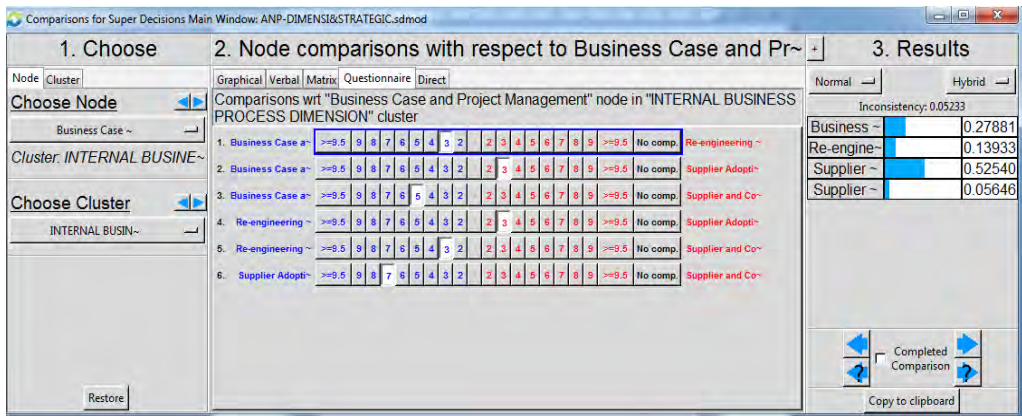 Comparisons for Super Decisions Main Window: ANP-DIMENSI&STRATEGIC.sdmod
1. Choose
Node Cluster
Choose Node
Business Case ~
Cluster: INTERNAL BUSINE~
Choose Cluster
INTERNAL BUSIN~
Restore
2. Node comparisons with respect to Business Case and Pr~
+
Graphical Verbal Matrix Questionnaire Direct
Comparisons wrt "Business Case and Project Management" node in "INTERNAL BUSINESS
PROCESS DIMENSION" cluster
1. Business Case a~ >=9.5 9 8 7 6 5 4 3 2 2 3 4 5 6 7 8 9 >=9.5 No comp. Re-engineering ~
2. Business Case a~ >=9.5 9 8 7 6 5 4 3 2 2 3 4 5 6 7 8 9 >=9.5 No comp. Supplier Adopti~
3. Business Case a~ >=9.5 9 8 7 6 5 4 3 2 2 3 4 5 6 7 8 9 >=9.5 No comp. Supplier and Co~
4. Re-engineering ~ >=9.5 9 8 7 6 5 4 3 2 2 3 4 5 6 7 8 9 >=9.5 No comp. Supplier Adopti~
5. Re-engineering ~ >=9.5 9 8 7 6 5 4 3 2 2 3 4 5 6 7 8 9 >=9.5 No comp. Supplier and Co~
6. Supplier Adopti~ >=9.5 9 8 7 6 5 4 3 2 2 3 4 5 6 7 8 9 >=9.5 No comp. Supplier and Co~
3. Results
Normal Hybrid
Inconsistency: 0.05233
Business ~ 0.27881
Re-engine~ 0.13933
Supplier ~ 0.52540
Supplier ~ 0.05646
Completed
Comparison
? ?
Copy to clipboard